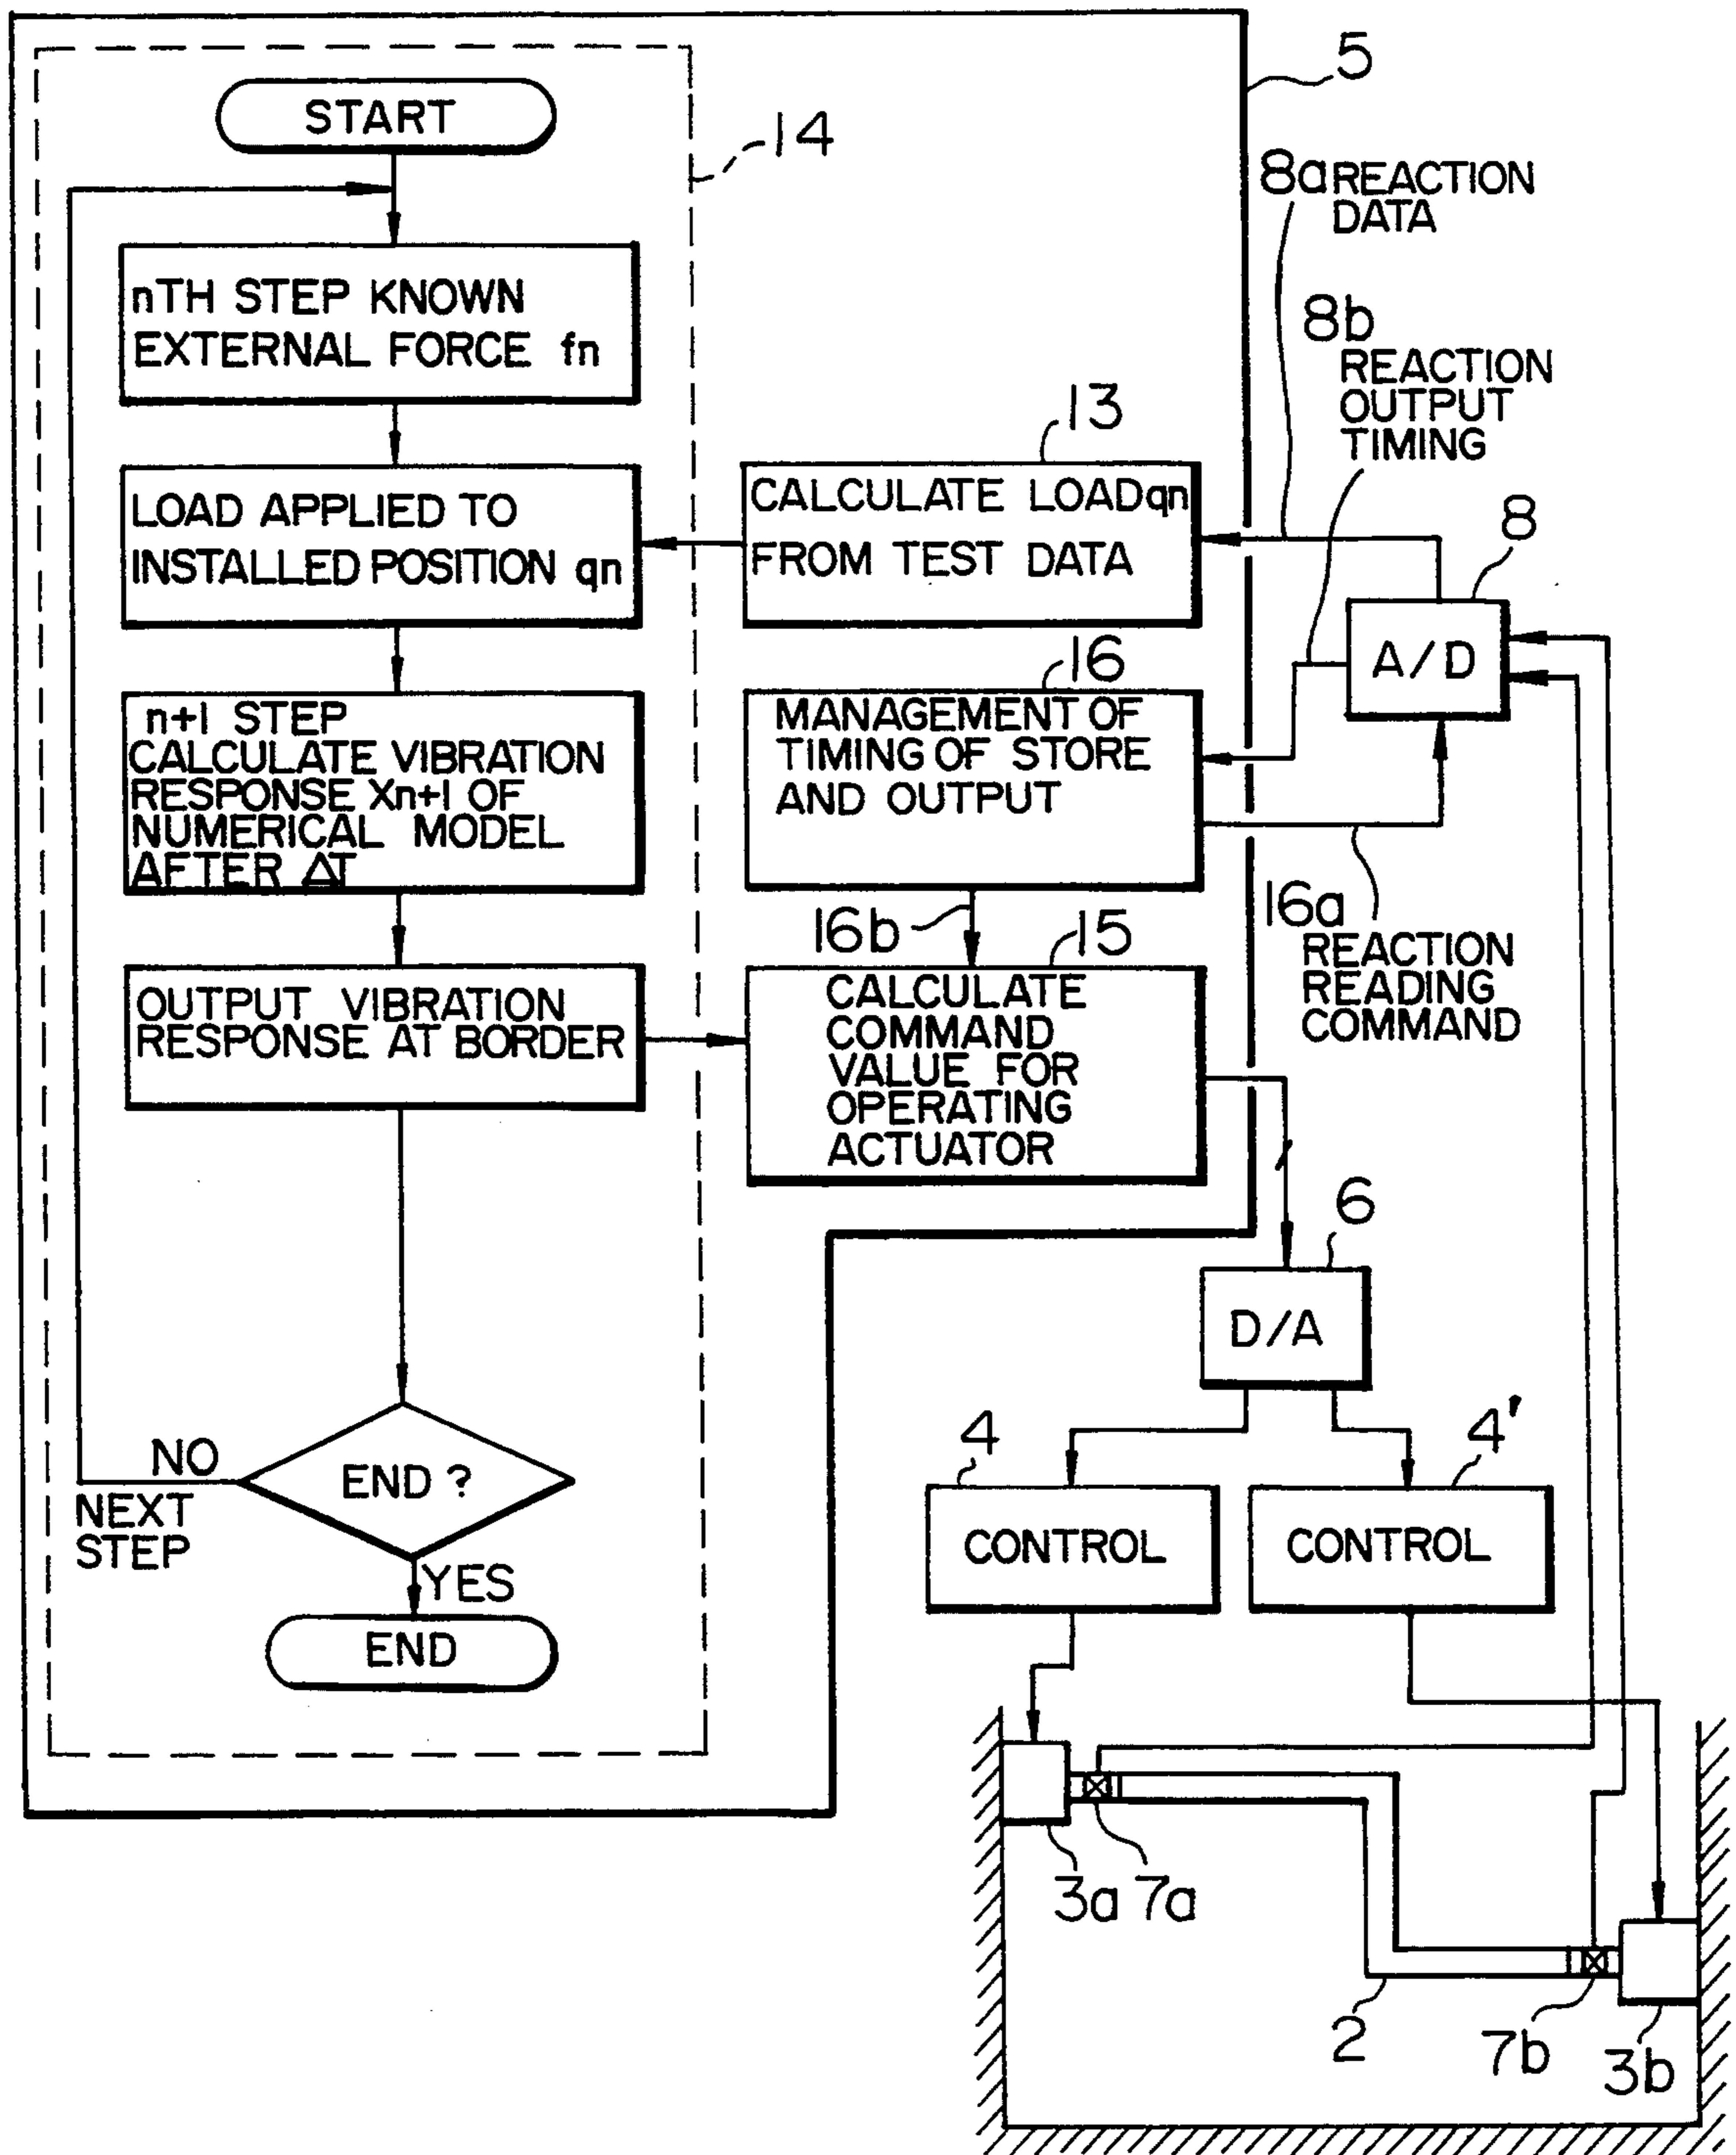 5
START
14
8a REACTION
DATA
nTH STEP KNOWN
EXTERNAL FORCE fn
8b
REACTION
OUTPUT
TIMING
13
LOAD APPLIED TO
INSTALLED POSITION qn
CALCULATE LOAD qn
FROM TEST DATA
8
A/D
16
n+1 STEP
CALCULATE VIBRATION
RESPONSE Xn+1 OF
NUMERICAL MODEL
AFTER ΔT
MANAGEMENT OF
TIMING OF STORE
AND OUTPUT
16a
REACTION
READING
COMMAND
16b
15
OUTPUT VIBRATION
RESPONSE AT BORDER
CALCULATE
COMMAND
VALUE FOR
OPERATING
ACTUATOR
6
D/A
4
4'
NO
NEXT
STEP
END ?
YES
END
CONTROL
CONTROL
3a
7a
2
7b
3b